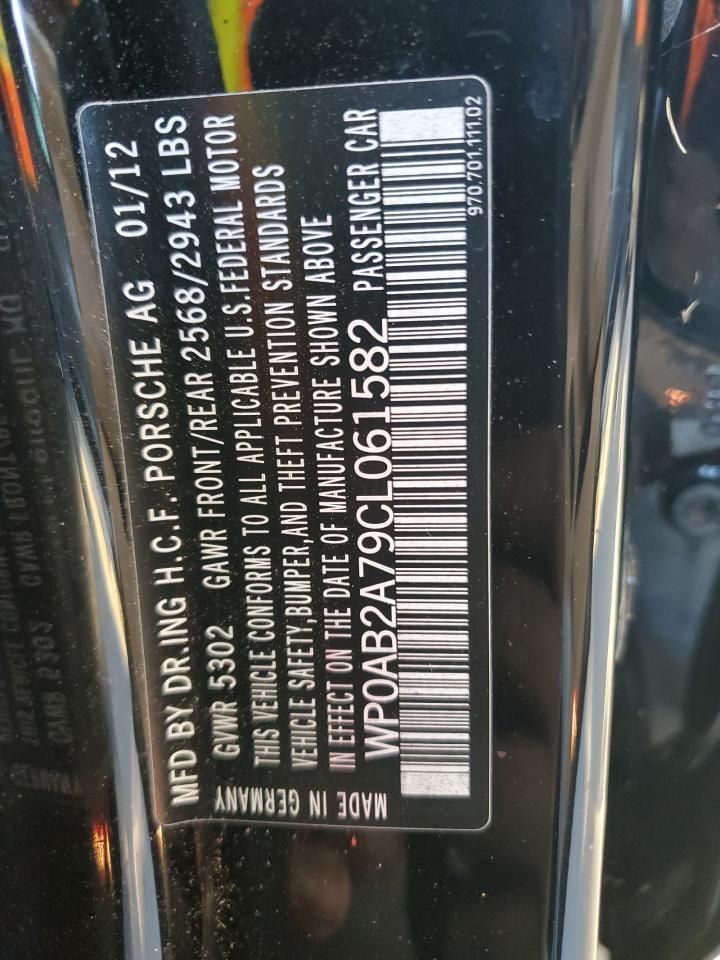 MFD BY DR.ING H.C.F. PORSCHE AG 01/12
GVWR 5302 GAWR FRONT/REAR 2568/2943 LBS
THIS VEHICLE CONFORMS TO ALL APPLICABLE U.S.FEDERAL MOTOR
VEHICLE SAFETY,BUMPER,AND THEFT PREVENTION STANDARDS
IN EFFECT ON THE DATE OF MANUFACTURE SHOWN ABOVE
WP0AB2A79CL061582 PASSENGER CAR
970.701.111.02
MADE IN GERMANY